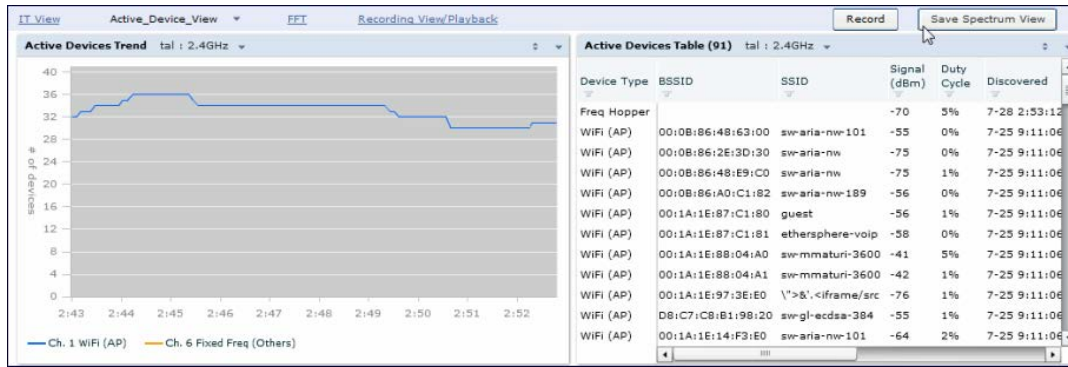 IT View Active_Device_View FFT Recording View/Playback Record Save Spectrum View
Active Devices Trend tal : 2.4GHz
40
36
32
28
24
20
16
12
8
4
0
# of devices
2:43 2:44 2:45 2:46 2:47 2:48 2:49 2:50 2:51 2:52
Ch. 1 WiFi (AP) Ch. 6 Fixed Freq (Others)
Active Devices Table (91) tal : 2.4GHz
Device Type BSSID SSID Signal (dBm) Duty Cycle Discovered
Freq Hopper -70 5% 7-28 2:53:12
WiFi (AP) 00:0B:86:48:63:00 sw-aria-nw-101 -55 0% 7-25 9:11:06
WiFi (AP) 00:0B:86:2E:3D:30 sw-aria-nw -75 0% 7-25 9:11:06
WiFi (AP) 00:0B:86:48:E9:C0 sw-aria-nw -75 1% 7-25 9:11:06
WiFi (AP) 00:0B:86:A0:C1:82 sw-aria-nw-189 -56 0% 7-25 9:11:06
WiFi (AP) 00:1A:1E:87:C1:80 guest -56 1% 7-25 9:11:06
WiFi (AP) 00:1A:1E:87:C1:81 ethersphere-voip -58 0% 7-25 9:11:06
WiFi (AP) 00:1A:1E:88:04:A0 sw-mmaturi-3600 -41 5% 7-25 9:11:06
WiFi (AP) 00:1A:1E:88:04:A1 sw-mmaturi-3600 -42 1% 7-25 9:11:06
WiFi (AP) 00:1A:1E:97:3E:E0 \">&'.<iframe/src -76 1% 7-25 9:11:06
WiFi (AP) D8:C7:C8:B1:98:20 sw-gl-ecdsa-384 -55 1% 7-25 9:11:06
WiFi (AP) 00:1A:1E:14:F3:E0 sw-aria-nw-101 -64 2% 7-25 9:11:06